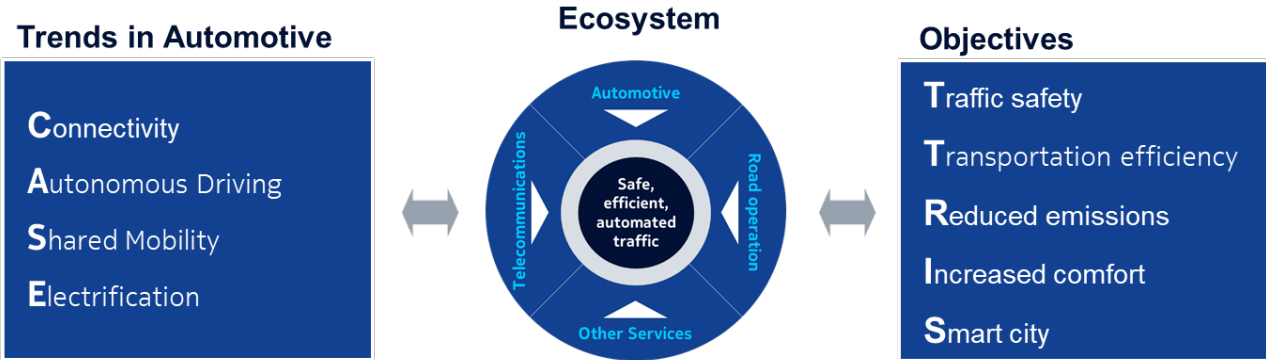 Trends in Automotive
Connectivity
Autonomous Driving
Shared Mobility
Electrification
Ecosystem
Automotive
Telecommunications
Safe,
efficient,
automated
traffic
Road operation
Other Services
Objectives
Traffic safety
Transportation efficiency
Reduced emissions
Increased comfort
Smart city